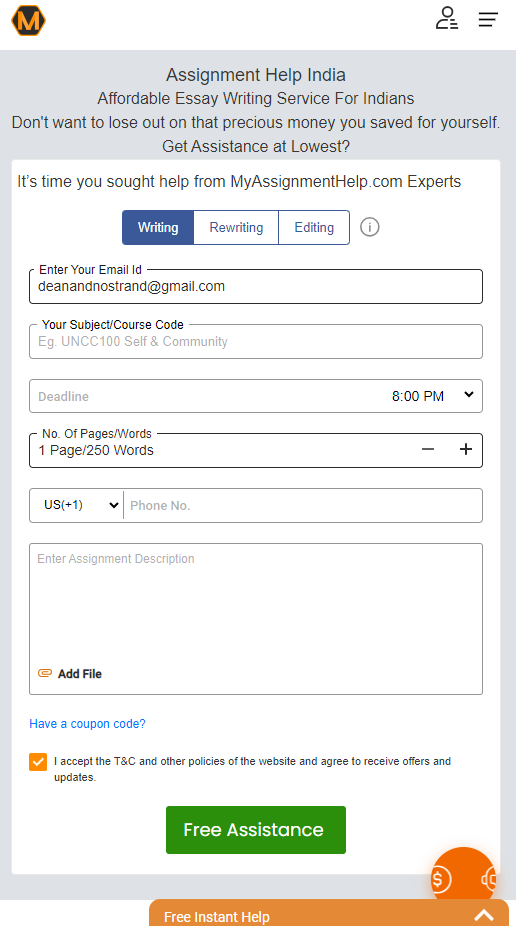 M
Assignment Help India
Affordable Essay Writing Service For Indians
Don't want to lose out on that precious money you saved for yourself.
Get Assistance at Lowest?
It's time you sought help from MyAssignmentHelp.com Experts
Writing Rewriting Editing i
Enter Your Email Id
deanandnostrand@gmail.com
Your Subject/Course Code
Eg. UNCC100 Self & Community
Deadline 8:00 PM
No. Of Pages/Words
1 Page/250 Words − +
US(+1) Phone No.
Enter Assignment Description
Add File
Have a coupon code?
I accept the T&C and other policies of the website and agree to receive offers and
updates.
Free Assistance
$
Free Instant Help